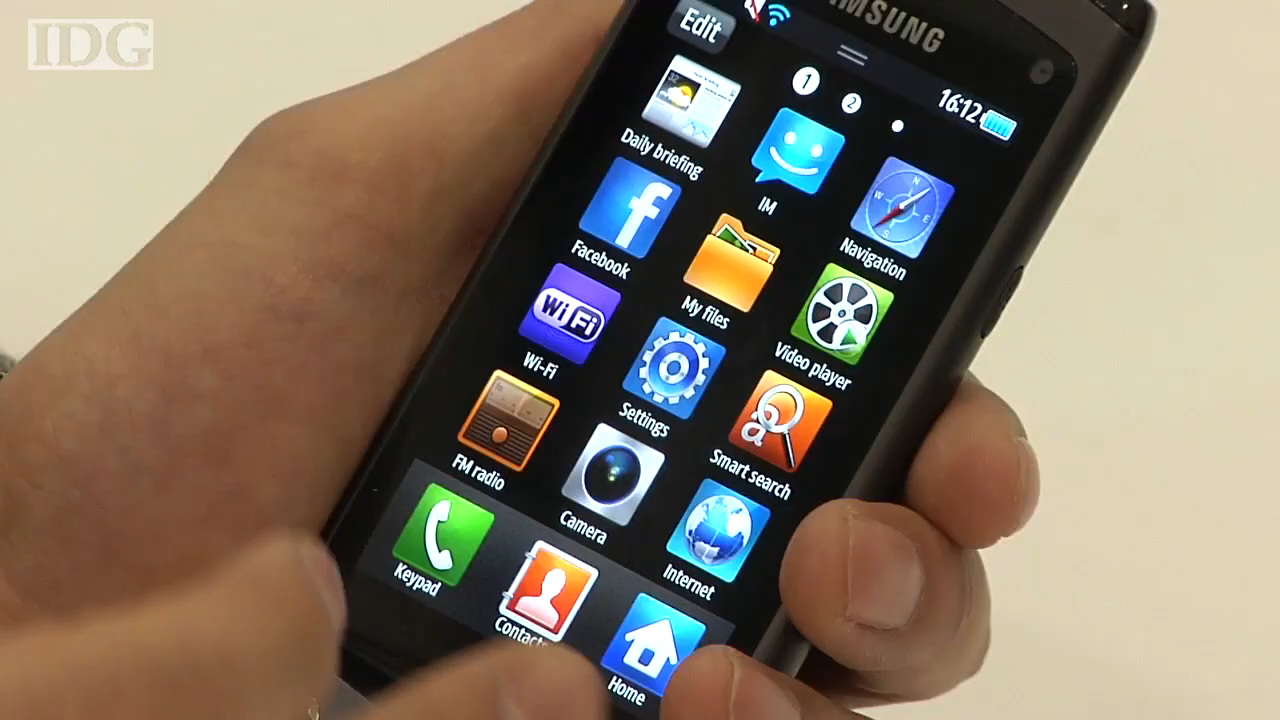 IDG
SAMSUNG
Edit
1
2
16:12
Daily briefing
IM
Navigation
N
W
E
S
Facebook
My files
Video player
WiFi
Wi-Fi
Settings
a
Smart search
FM radio
Camera
Internet
Keypad
Contacts
Home